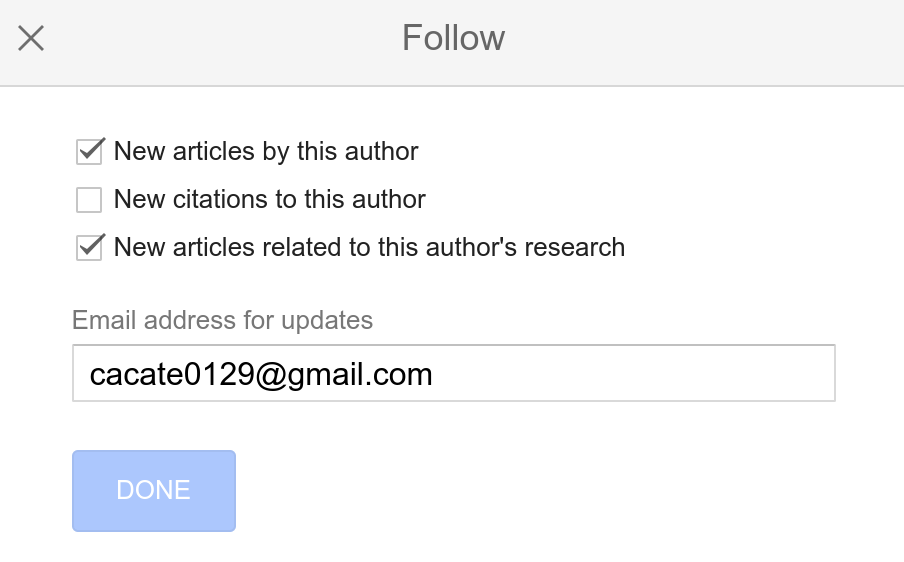 Follow
New articles by this author
New citations to this author
New articles related to this author's research
Email address for updates
cacate0129@gmail.com
DONE